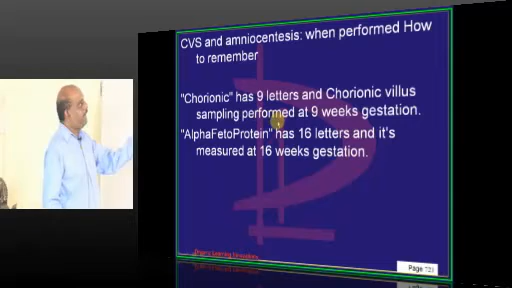 CVS and amniocentesis: when performed How
to remember
"Chorionic" has 9 letters and Chorionic villus
sampling performed at 9 weeks gestation.
"AlphaFetoProtein" has 16 letters and it's
measured at 16 weeks gestation.
Page 721